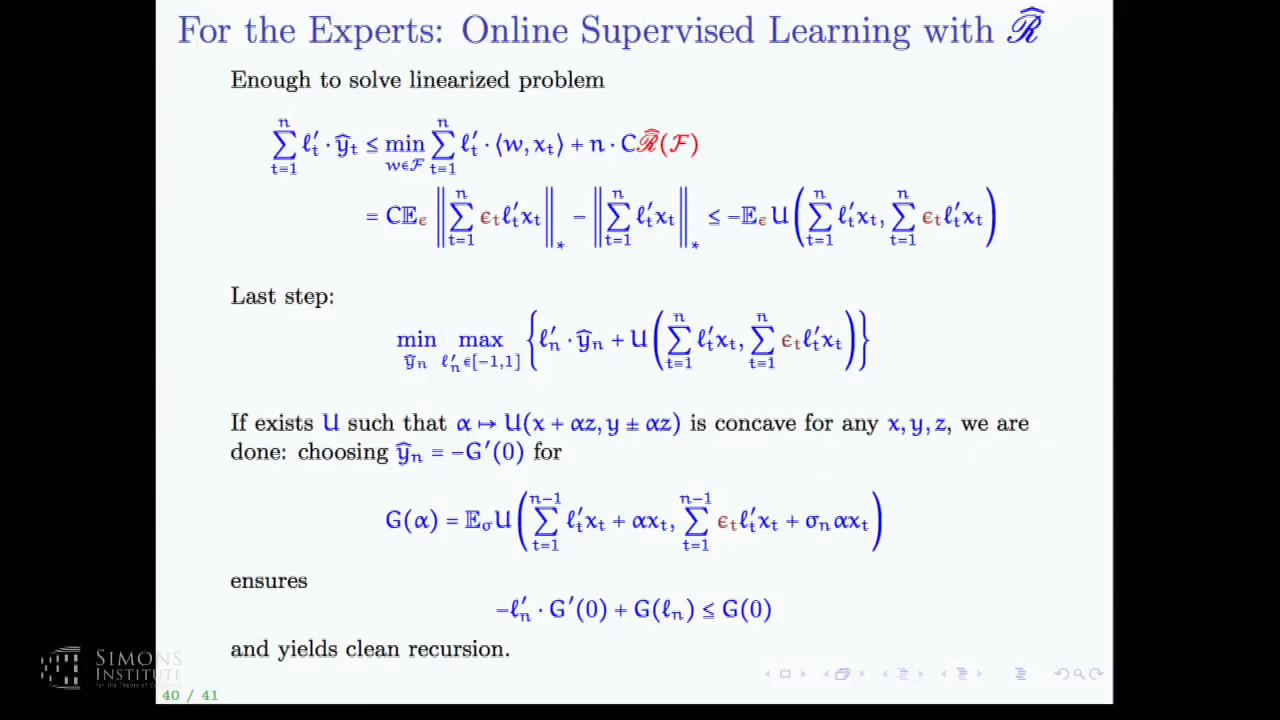 For the Experts: Online Supervised Learning with ℛ̂
Enough to solve linearized problem
∑_{t=1}^{n} ℓ′_t · ŷ_t ≤ min_{w∈ℱ} ∑_{t=1}^{n} ℓ′_t · ⟨w, x_t⟩ + n · Cℛ̂(ℱ)
= C𝔼_ϵ ‖∑_{t=1}^{n} ϵ_t ℓ′_t x_t‖_* − ‖∑_{t=1}^{n} ℓ′_t x_t‖_* ≤ −𝔼_ϵ U(∑_{t=1}^{n} ℓ′_t x_t, ∑_{t=1}^{n} ϵ_t ℓ′_t x_t)
Last step:
min_{ŷ_n} max_{ℓ′_n∈[−1,1]} {ℓ′_n · ŷ_n + U(∑_{t=1}^{n} ℓ′_t x_t, ∑_{t=1}^{n} ϵ_t ℓ′_t x_t)}
If exists U such that α ↦ U(x + αz, y ± αz) is concave for any x, y, z, we are
done: choosing ŷ_n = −G′(0) for
G(α) = 𝔼_σ U(∑_{t=1}^{n−1} ℓ′_t x_t + αx_t, ∑_{t=1}^{n−1} ϵ_t ℓ′_t x_t + σ_n αx_t)
ensures
−ℓ′_n · G′(0) + G(ℓ_n) ≤ G(0)
and yields clean recursion.
SIMONS
INSTITUTE
40 / 41